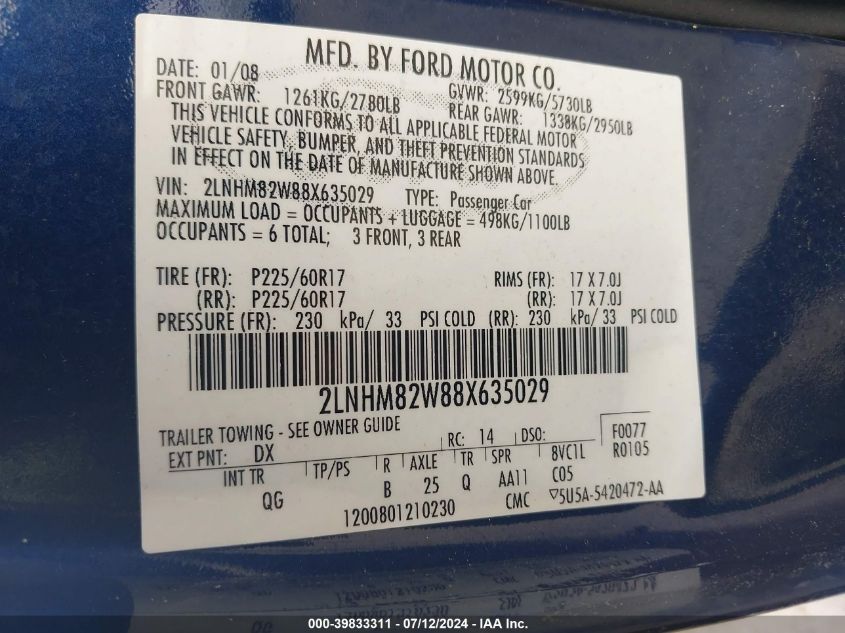 MFD. BY FORD MOTOR CO.
DATE: 01/08 GVWR: 2599KG/5730LB
FRONT GAWR: 1261KG/2780LB REAR GAWR: 1338KG/2950LB
THIS VEHICLE CONFORMS TO ALL APPLICABLE FEDERAL MOTOR
VEHICLE SAFETY, BUMPER, AND THEFT PREVENTION STANDARDS
IN EFFECT ON THE DATE OF MANUFACTURE SHOWN ABOVE.
VIN: 2LNHM82W88X635029 TYPE: Passenger Car
MAXIMUM LOAD = OCCUPANTS + LUGGAGE = 498KG/1100LB
OCCUPANTS = 6 TOTAL; 3 FRONT, 3 REAR
TIRE (FR): P225/60R17 RIMS (FR): 17 X 7.0J
(RR): P225/60R17 (RR): 17 X 7.0J
PRESSURE (FR): 230 kPa/ 33 PSI COLD (RR): 230 kPa/ 33 PSI COLD
2LNHM82W88X635029
TRAILER TOWING - SEE OWNER GUIDE
EXT PNT: DX RC: 14 DSO: F0077
R0105
INT TR TP/PS R AXLE TR SPR 8VC1L
QG B 25 Q AA11 C05
1200801210230 CMC ▽5U5A-5420472-AA
000-39833311 - 07/12/2024 - IAA Inc.